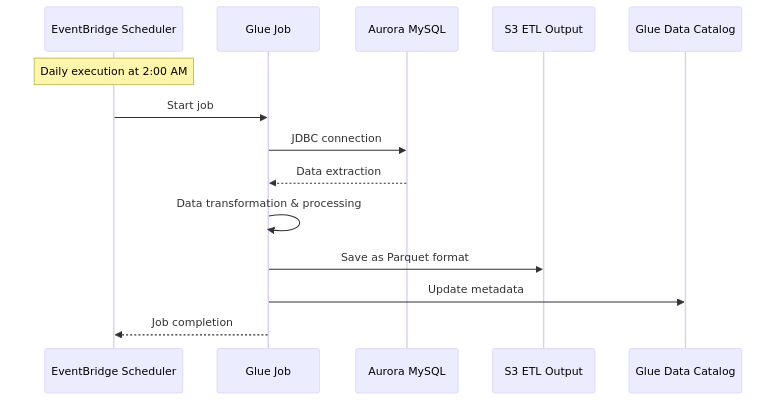 EventBridge Scheduler
Glue Job
Aurora MySQL
S3 ETL Output
Glue Data Catalog
Daily execution at 2:00 AM
Start job
JDBC connection
Data extraction
Data transformation & processing
Save as Parquet format
Update metadata
Job completion
EventBridge Scheduler
Glue Job
Aurora MySQL
S3 ETL Output
Glue Data Catalog